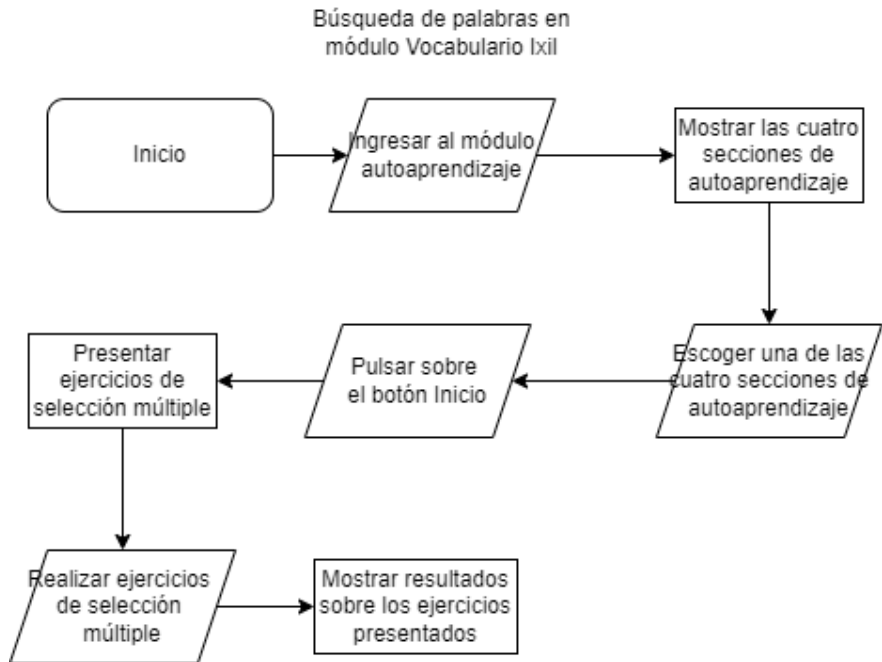 Búsqueda de palabras en
módulo Vocabulario Ixil
Inicio
Ingresar al módulo
autoaprendizaje
Mostrar las cuatro
secciones de
autoaprendizaje
Escoger una de las
cuatro secciones de
autoaprendizaje
Pulsar sobre
el botón Inicio
Presentar
ejercicios de
selección múltiple
Realizar ejercicios
de selección
múltiple
Mostrar resultados
sobre los ejercicios
presentados